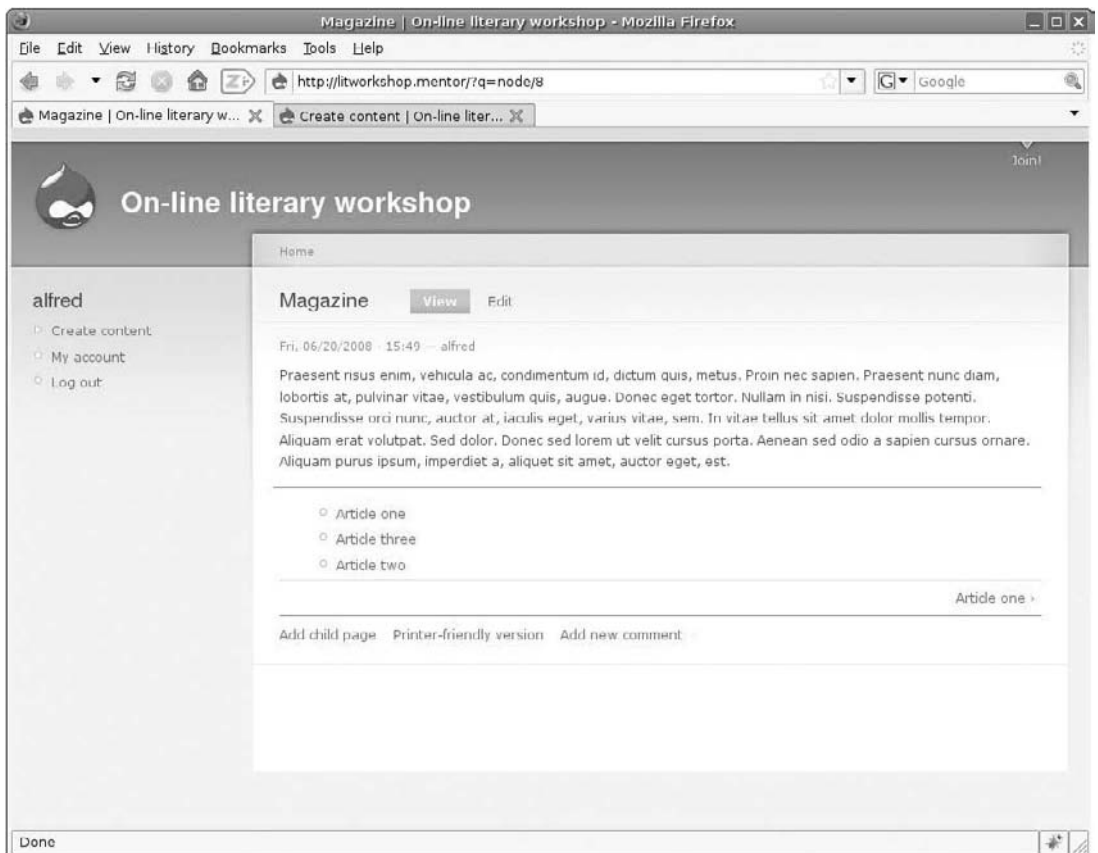 Magazine | On-line literary workshop - Mozilla Firefox
File Edit View History Bookmarks Tools Help
http://litworkshop.mentor/?q=node/8 G Google
Magazine | On-line literary w... Create content | On-line liter...
Join!
On-line literary workshop
Home
alfred
Create content
My account
Log out
Magazine View Edit
Fri, 06/20/2008 - 15:49 — alfred
Praesent risus enim, vehicula ac, condimentum id, dictum quis, metus. Proin nec sapien. Praesent nunc diam,
lobortis at, pulvinar vitae, vestibulum quis, augue. Donec eget tortor. Nullam in nisi. Suspendisse potenti.
Suspendisse orci nunc, auctor at, iaculis eget, varius vitae, sem. In vitae tellus sit amet dolor mollis tempor.
Aliquam erat volutpat. Sed dolor. Donec sed lorem ut velit cursus porta. Aenean sed odio a sapien cursus ornare.
Aliquam purus ipsum, imperdiet a, aliquet sit amet, auctor eget, est.
Article one
Article three
Article two
Article one ›
Add child page Printer-friendly version Add new comment
Done